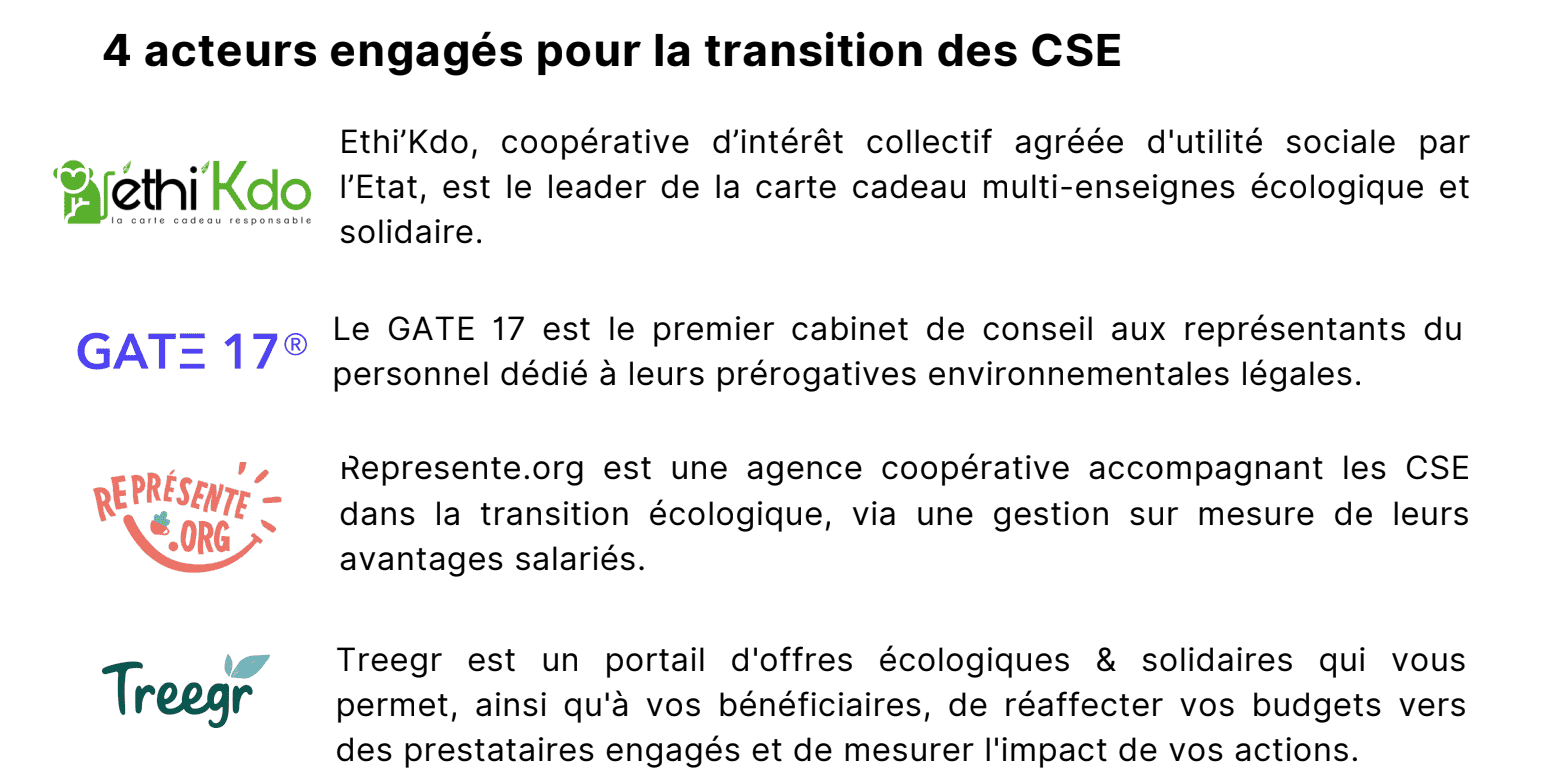 4 acteurs engagés pour la transition des CSE
éthi'Kdo
la carte cadeau responsable
Ethi’Kdo, coopérative d’intérêt collectif agréée d'utilité sociale par
l’Etat, est le leader de la carte cadeau multi-enseignes écologique et
solidaire.
GATE 17®
Le GATE 17 est le premier cabinet de conseil aux représentants du
personnel dédié à leurs prérogatives environnementales légales.
REPRÉSENTE
.ORG
Represente.org est une agence coopérative accompagnant les CSE
dans la transition écologique, via une gestion sur mesure de leurs
avantages salariés.
Treegr
Treegr est un portail d'offres écologiques & solidaires qui vous
permet, ainsi qu'à vos bénéficiaires, de réaffecter vos budgets vers
des prestataires engagés et de mesurer l'impact de vos actions.